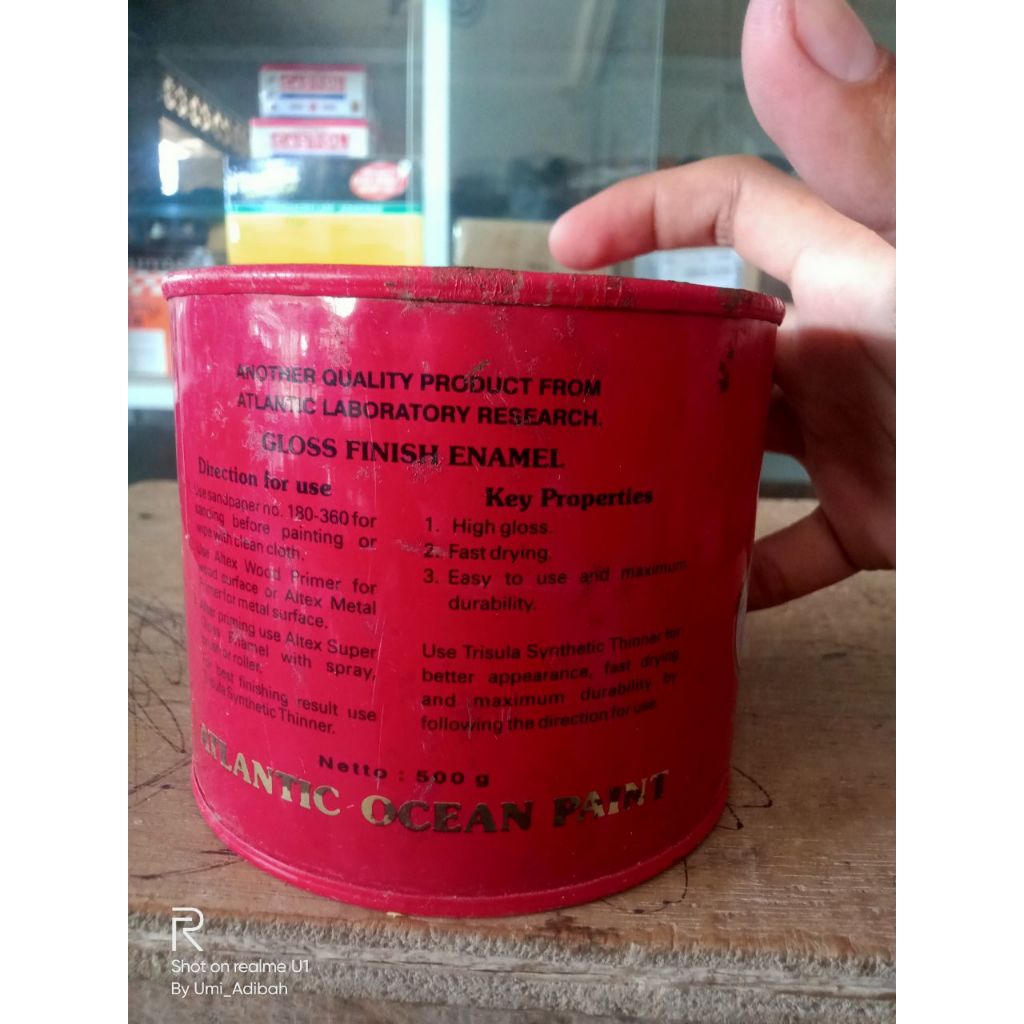 ANOTHER QUALITY PRODUCT FROM
ATLANTIC LABORATORY RESEARCH.
GLOSS FINISH ENAMEL
Direction for use
Use sandpaper no. 180-360 for
sanding before painting or
wipe with clean cloth.
Use Altex Wood Primer for
wood surface or Altex Metal
Primer for metal surface.
After priming use Altex Super
Gloss Enamel with spray,
brush or roller.
For best finishing result use
Trisula Synthetic Thinner.
Key Properties
1. High gloss.
2. Fast drying.
3. Easy to use and maximum
durability.
Use Trisula Synthetic Thinner for
better appearance, fast drying
and maximum durability by
following the direction for use.
Netto : 500 g
ATLANTIC OCEAN PAINT
R
Shot on realme U1
By Umi_Adibah